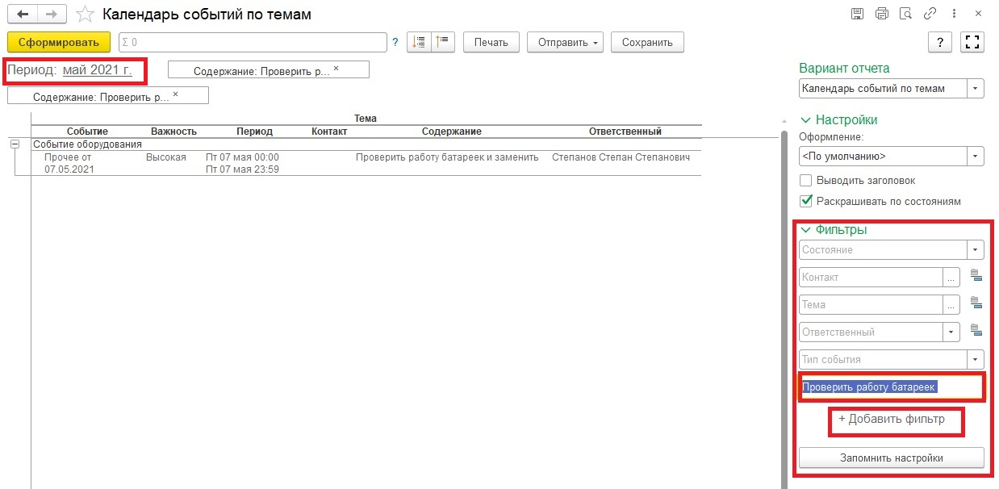 Календарь событий по темам
Сформировать
Σ 0
?
Печать
Отправить
Сохранить
?
Период: май 2021 г.
Содержание: Проверить р... ×
Содержание: Проверить р... ×
Тема
Событие Важность Период Контакт Содержание Ответственный
Событие оборудования
Прочее от Высокая Пт 07 мая 00:00 Проверить работу батареек и заменить Степанов Степан Степанович
07.05.2021 Пт 07 мая 23:59
Вариант отчета
Календарь событий по темам
Настройки
Оформление:
<По умолчанию>
Выводить заголовок
Раскрашивать по состояниям
Фильтры
Состояние
Контакт ...
Тема ...
Ответственный
Тип события
Проверить работу батареек
+ Добавить фильтр
Запомнить настройки